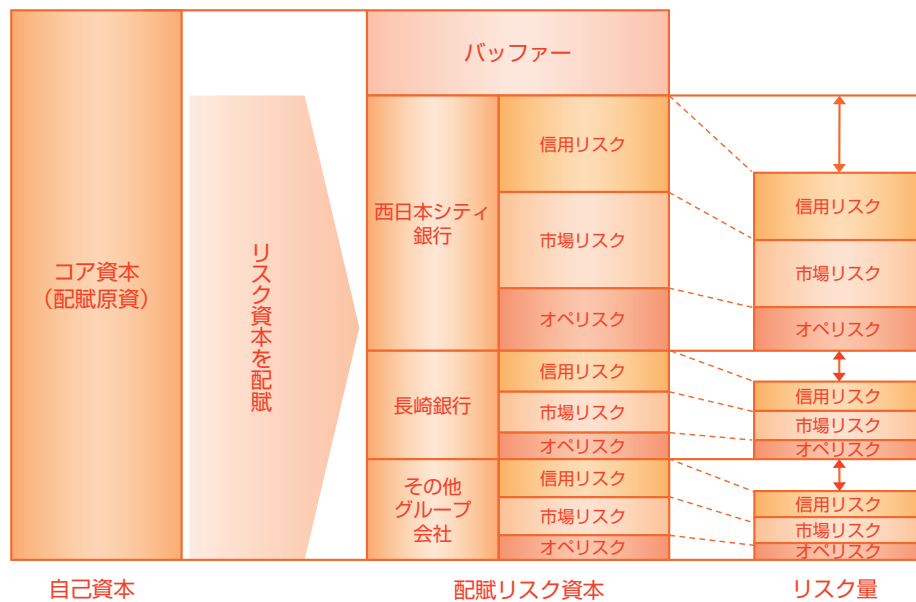 コア資本
（配賦原資）
リスク資本を配賦
バッファー
西日本シティ
銀行
信用リスク
市場リスク
オペリスク
長崎銀行
信用リスク
市場リスク
オペリスク
その他
グループ
会社
信用リスク
市場リスク
オペリスク
信用リスク
市場リスク
オペリスク
信用リスク
市場リスク
オペリスク
信用リスク
市場リスク
オペリスク
自己資本
配賦リスク資本
リスク量